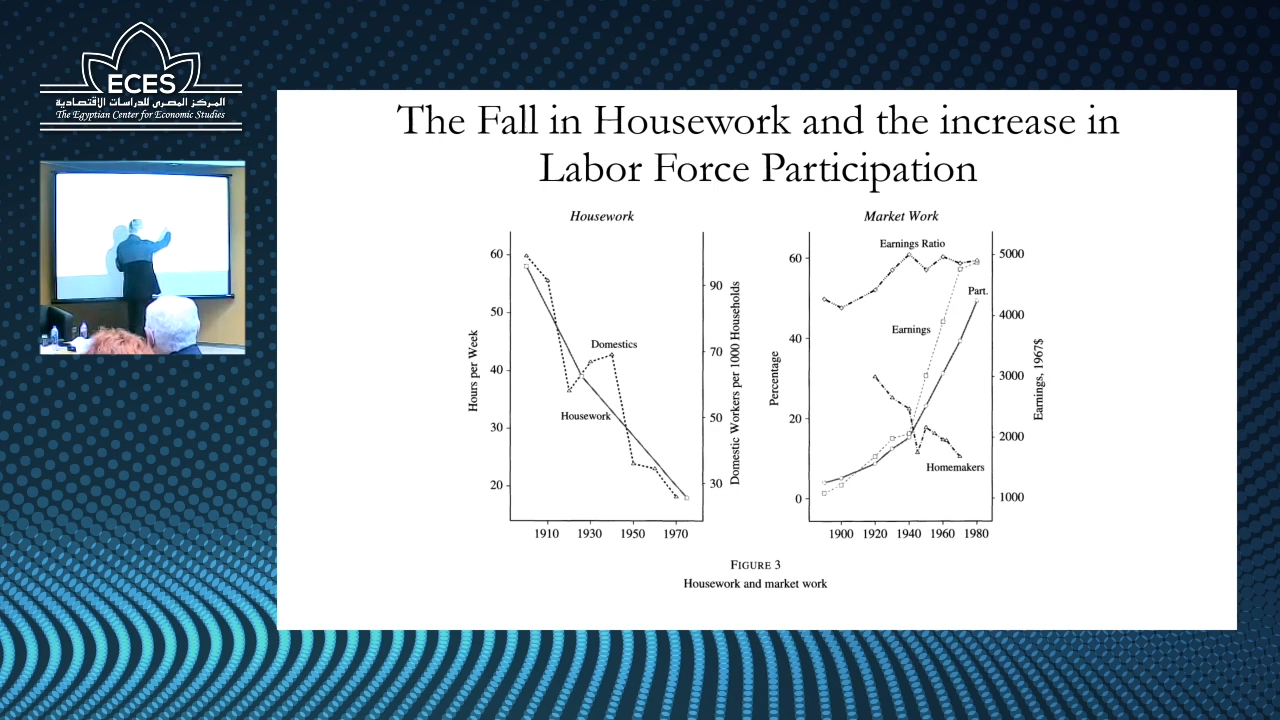 ECES
المركز المصرى للدراسات الاقتصادية
The Egyptian Center for Economic Studies
The Fall in Housework and the increase in
Labor Force Participation
Housework
60
50
40
30
20
Hours per Week
90
70
50
30
Domestic Workers per 1000 Households
Domestics
Housework
1910 1930 1950 1970
Market Work
60
40
20
0
Percentage
5000
4000
3000
2000
1000
Earnings, 1967$
Earnings Ratio
Part.
Earnings
Homemakers
1900 1920 1940 1960 1980
FIGURE 3
Housework and market work